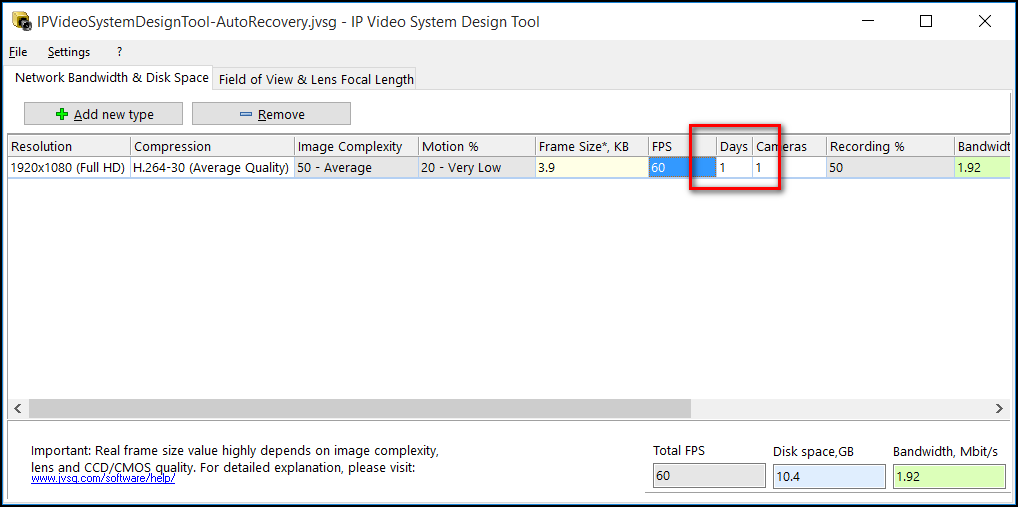 IPVideoSystemDesignTool-AutoRecovery.jvsg - IP Video System Design Tool
File Settings ?
Network Bandwidth & Disk Space Field of View & Lens Focal Length
Add new type Remove
Resolution Compression Image Complexity Motion % Frame Size*, KB FPS Days Cameras Recording % Bandwidt
1920x1080 (Full HD) H.264-30 (Average Quality) 50 - Average 20 - Very Low 3.9 60 1 1 50 1.92
Important: Real frame size value highly depends on image complexity,
lens and CCD/CMOS quality. For detailed explanation, please visit:
www.jvsg.com/software/help/
Total FPS Disk space,GB Bandwidth, Mbit/s
60 10.4 1.92